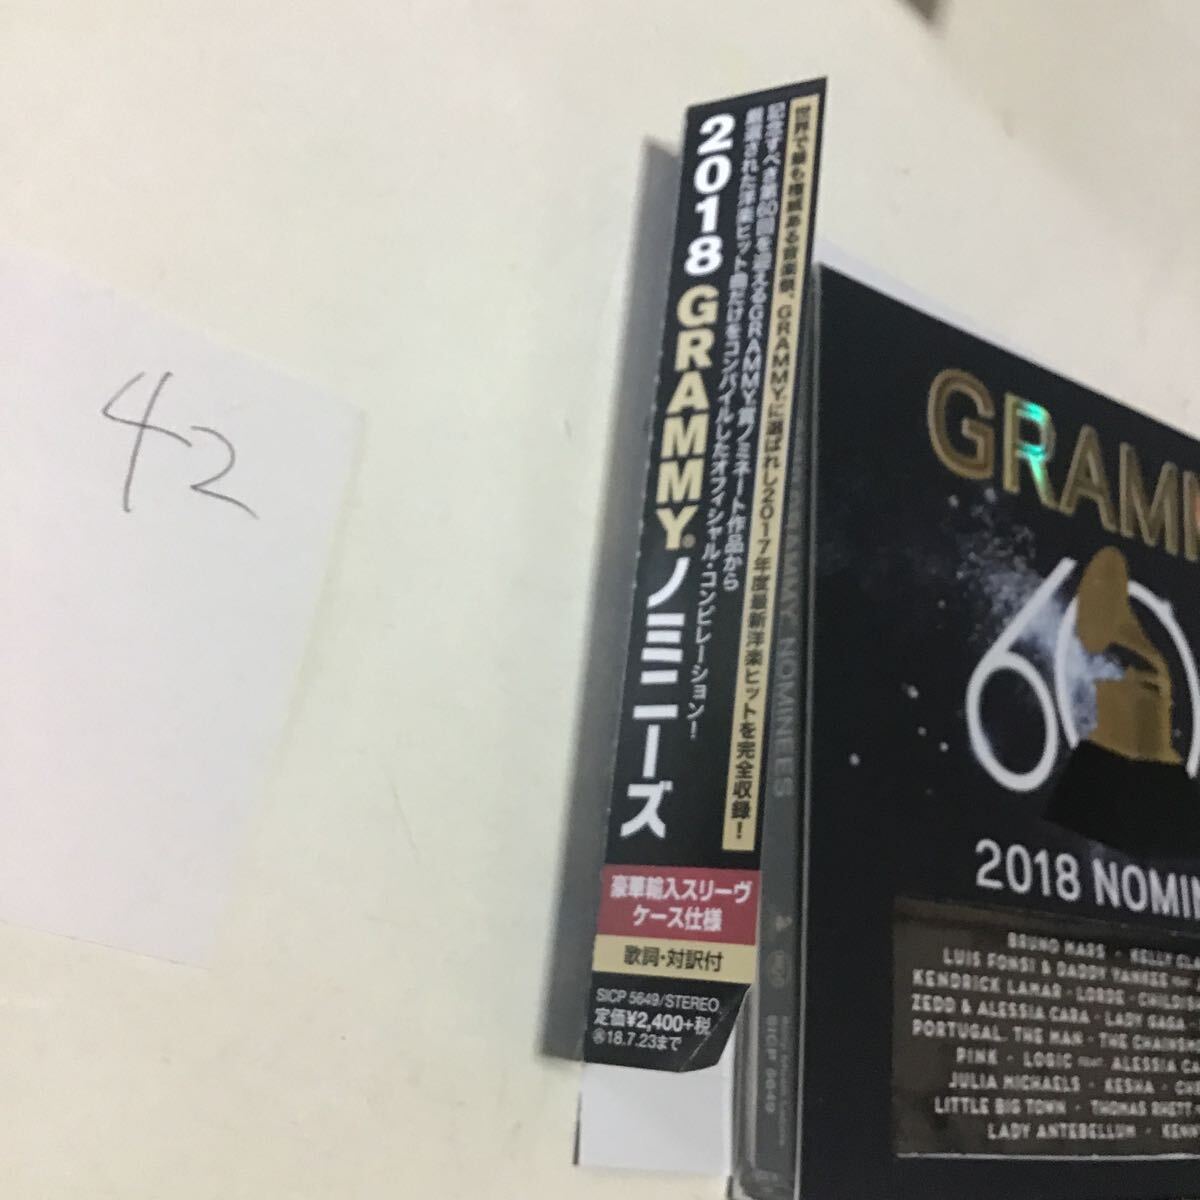 42
世界で最も権威ある音楽祭、GRAMMY®に選ばれし2017年度最新洋楽ヒットを完全収録!
記念すべき第60回を迎えるGRAMMY®賞ノミネート作品から
厳選された洋楽ヒット曲だけをコンパイルしたオフィシャル・コンピレーション!
2018 GRAMMY®ノミニーズ
豪華輸入スリーヴ
ケース仕様
歌詞・対訳付
SICP 5649/STEREO
定価¥2,400+税
18.7.23まで
GRAMMY NOMINEES
SICP 5649
GRAMM
60
2018 NOMIN
BRUNO MARS · KELLY CLA
LUIS FONSI & DADDY YANKEE FEAT.
KENDRICK LAMAR · LORDE · CHILDIS
ZEDD & ALESSIA CARA · LADY GAGA ·
PORTUGAL. THE MAN · THE CHAINSM
P!NK · LOGIC FEAT. ALESSIA CA
JULIA MICHAELS · KESHA · CH
LITTLE BIG TOWN · THOMAS RHETT
LADY ANTEBELLUM · KENN